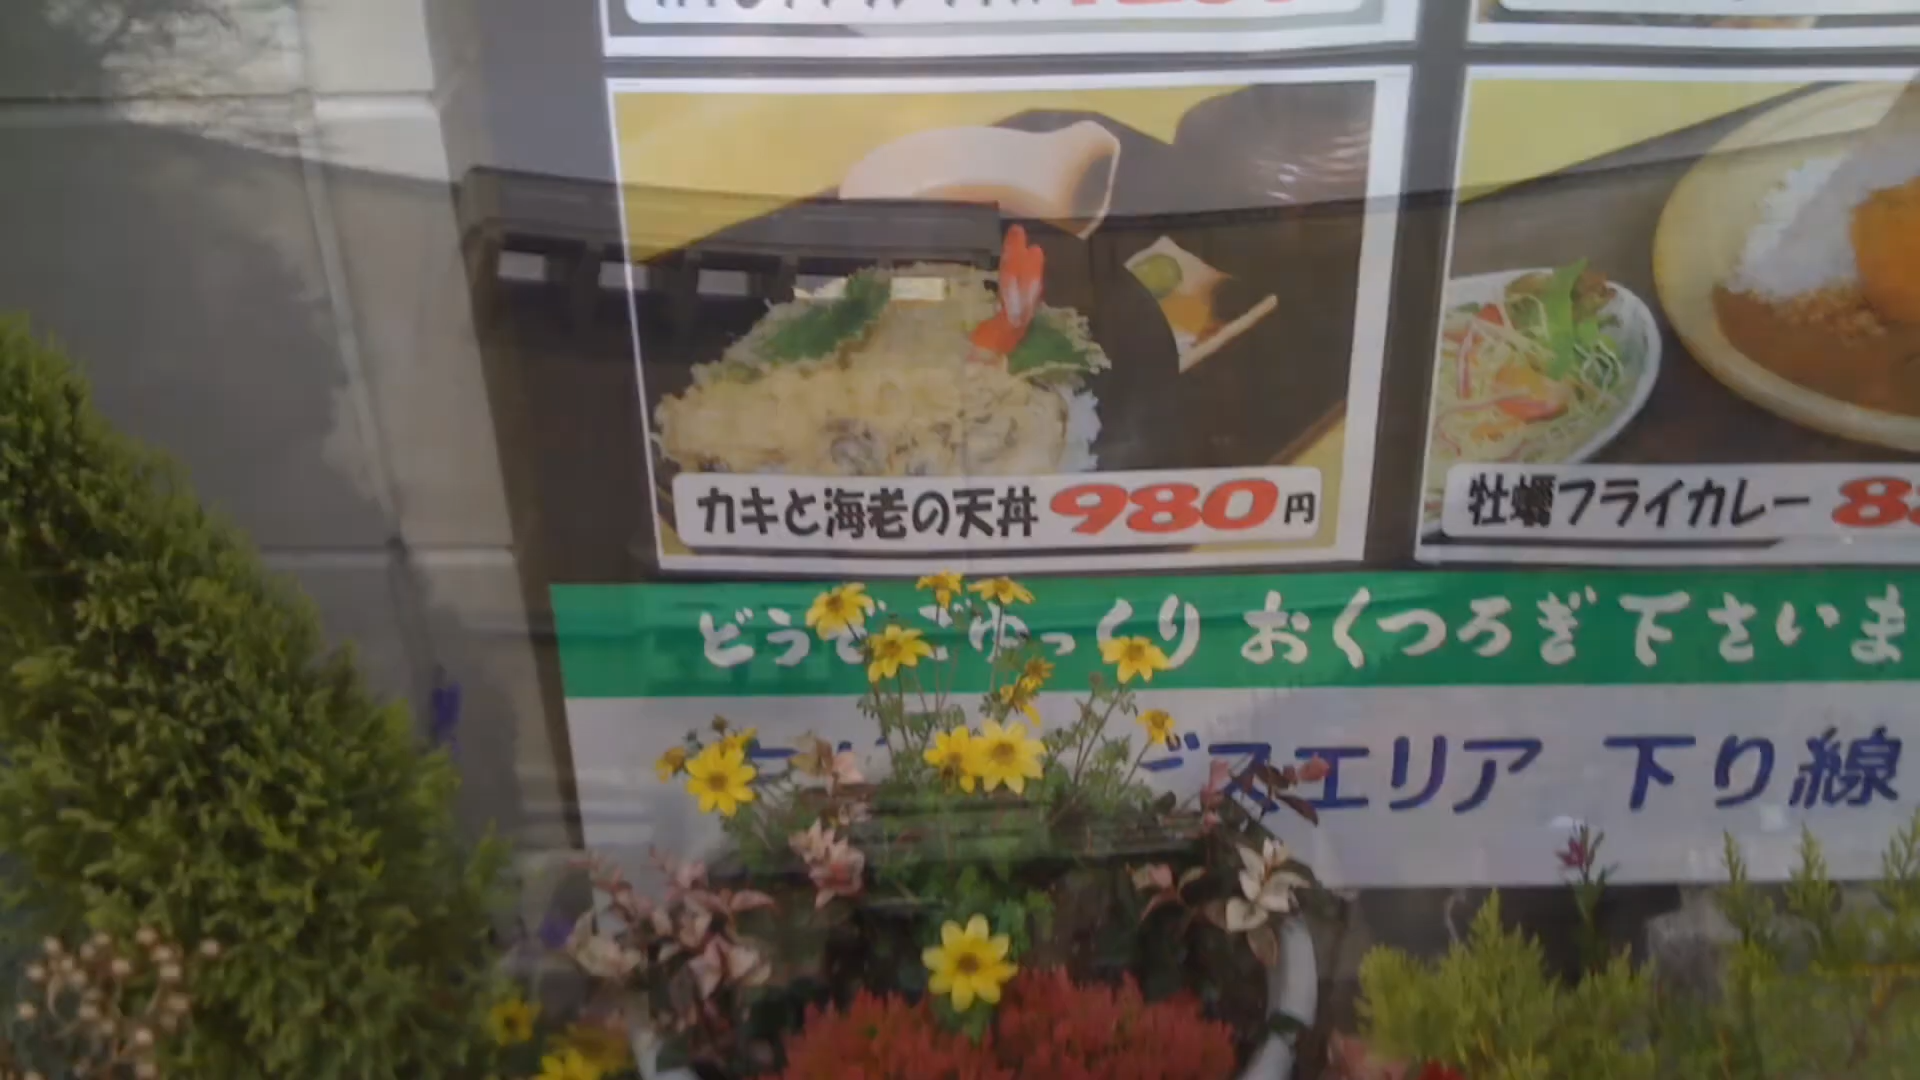 カキと海老の天丼 980円
牡蠣フライカレー
どうぞごゆっくり おくつろぎ下さいま
ビスエリア 下り線